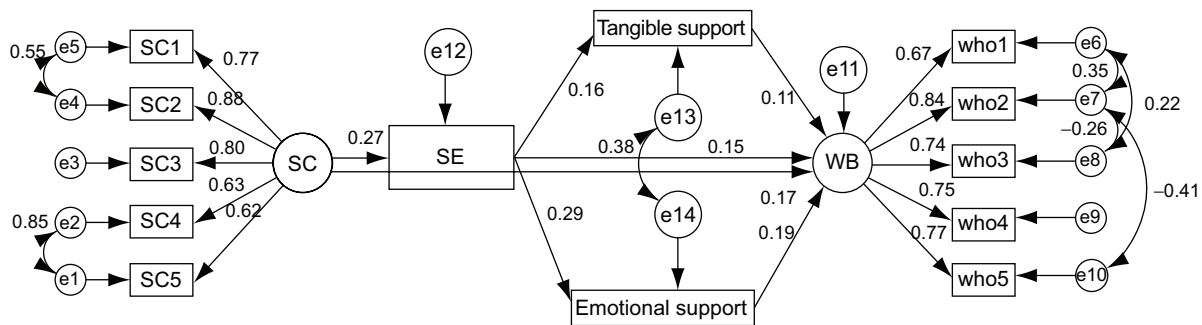 Tangible support
e5
SC1
0.55
0.77
e12
e4
SC2
0.88
0.16
0.11
e11
e13
0.67
who1
e6
0.35
0.84
who2
e7
0.22
e3
SC3
0.80
SC
0.27
SE
0.38
0.15
WB
0.74
who3
−0.26
e8
0.63
0.17
0.75
−0.41
0.85
e2
SC4
0.62
0.29
e14
0.19
0.77
who4
e9
e1
SC5
who5
e10
Emotional support